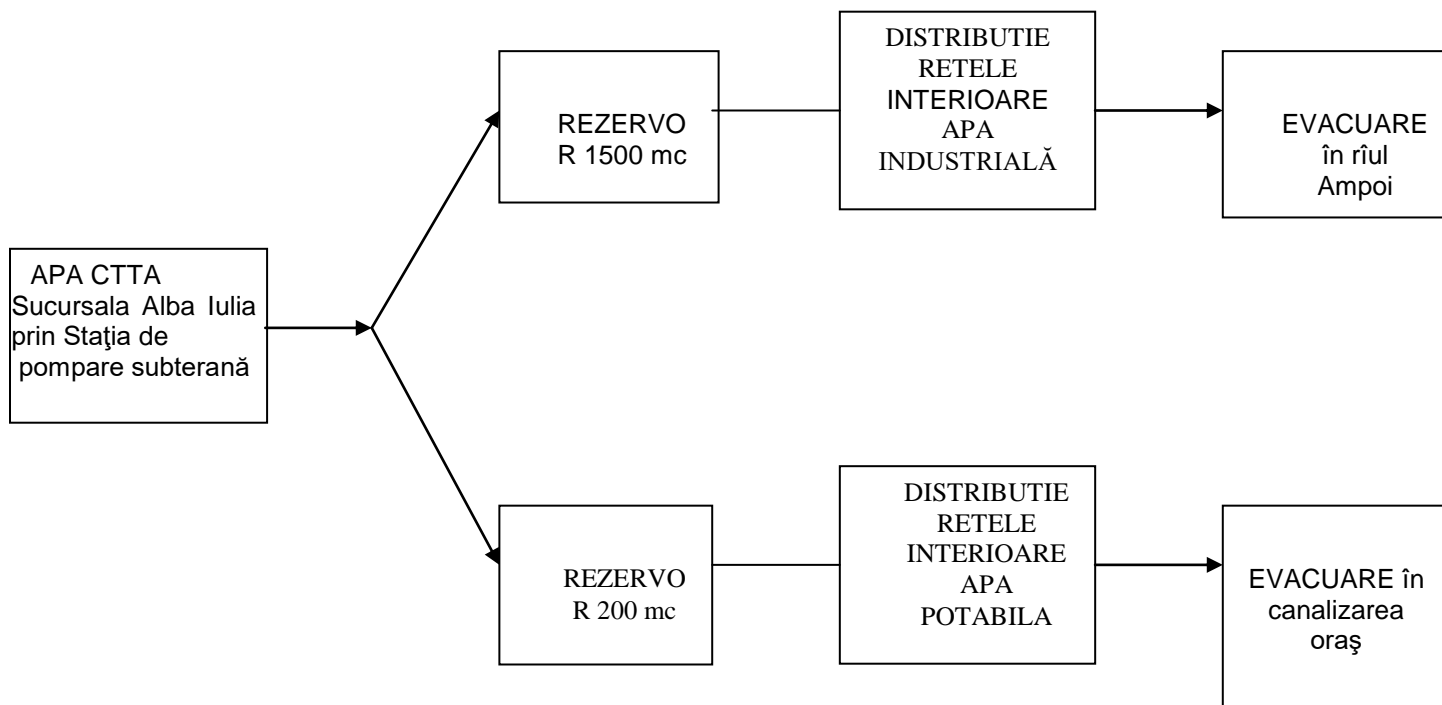 APA CTTA
Sucursala Alba Iulia
prin Staţia de
pompare subterană
REZERVO
R 1500 mc
DISTRIBUTIE
RETELE
INTERIOARE
APA
INDUSTRIALĂ
EVACUARE
în rîul
Ampoi
REZERVO
R 200 mc
DISTRIBUTIE
RETELE
INTERIOARE
APA
POTABILA
EVACUARE în
canalizarea
oraş